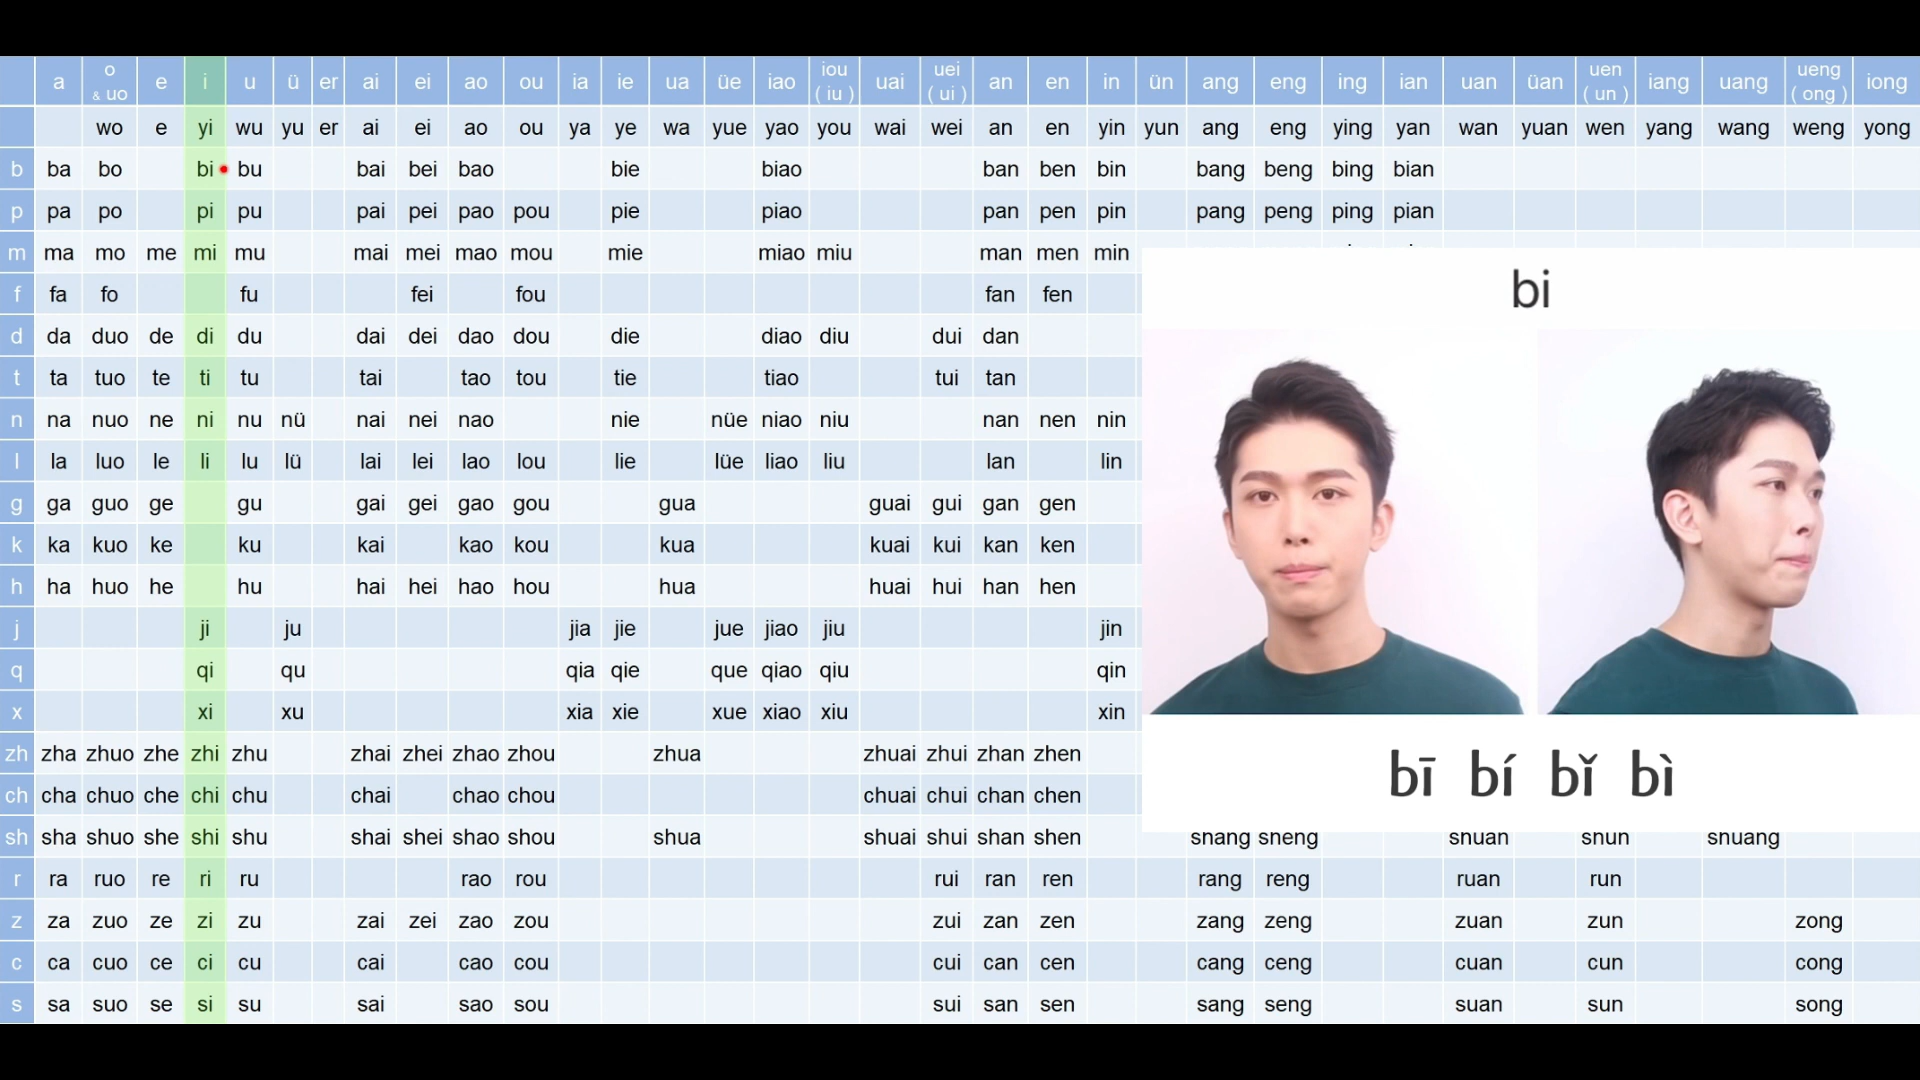 a o & uo e i u ü er ai ei ao ou ia ie ua üe iao iou ( iu ) uai uei ( ui ) an en in ün ang eng ing ian uan üan uen ( un ) iang uang ueng ( ong ) iong
wo e yi wu yu er ai ei ao ou ya ye wa yue yao you wai wei an en yin yun ang eng ying yan wan yuan wen yang wang weng yong
b ba bo bi bu bai bei bao bie biao ban ben bin bang beng bing bian
p pa po pi pu pai pei pao pou pie piao pan pen pin pang peng ping pian
m ma mo me mi mu mai mei mao mou mie miao miu man men min
f fa fo fu fei fou fan fen
d da duo de di du dai dei dao dou die diao diu dui dan
t ta tuo te ti tu tai tao tou tie tiao tui tan
n na nuo ne ni nu nü nai nei nao nie nüe niao niu nan nen nin
l la luo le li lu lü lai lei lao lou lie lüe liao liu lan lin
g ga guo ge gu gai gei gao gou gua guai gui gan gen
k ka kuo ke ku kai kao kou kua kuai kui kan ken
h ha huo he hu hai hei hao hou hua huai hui han hen
j ji ju jia jie jue jiao jiu jin
q qi qu qia qie que qiao qiu qin
x xi xu xia xie xue xiao xiu xin
zh zha zhuo zhe zhi zhu zhai zhei zhao zhou zhua zhuai zhui zhan zhen
ch cha chuo che chi chu chai chao chou chuai chui chan chen
sh sha shuo she shi shu shai shei shao shou shua shuai shui shan shen shang sheng shuan shun shuang
r ra ruo re ri ru rao rou rui ran ren rang reng ruan run
z za zuo ze zi zu zai zei zao zou zui zan zen zang zeng zuan zun zong
c ca cuo ce ci cu cai cao cou cui can cen cang ceng cuan cun cong
s sa suo se si su sai sao sou sui san sen sang seng suan sun song
bi
bī bí bǐ bì